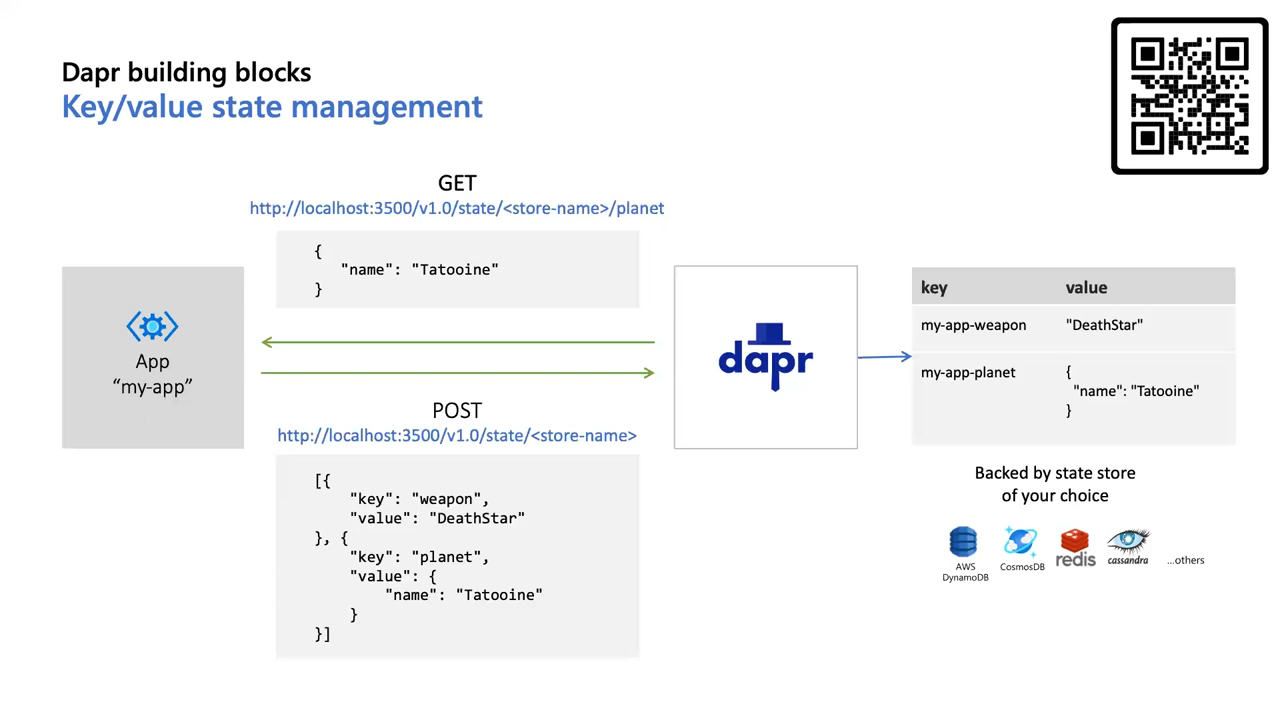 Dapr building blocks
Key/value state management
GET
http://localhost:3500/v1.0/state/<store-name>/planet
{
"name": "Tatooine"
}
App
“my-app”
POST
http://localhost:3500/v1.0/state/<store-name>
[{
"key": "weapon",
"value": "DeathStar"
}, {
"key": "planet",
"value": {
"name": "Tatooine"
}
}]
dapr
key value
my-app-weapon "DeathStar"
my-app-planet {
"name": "Tatooine"
}
Backed by state store
of your choice
AWS
DynamoDB
CosmosDB
redis
cassandra
...others